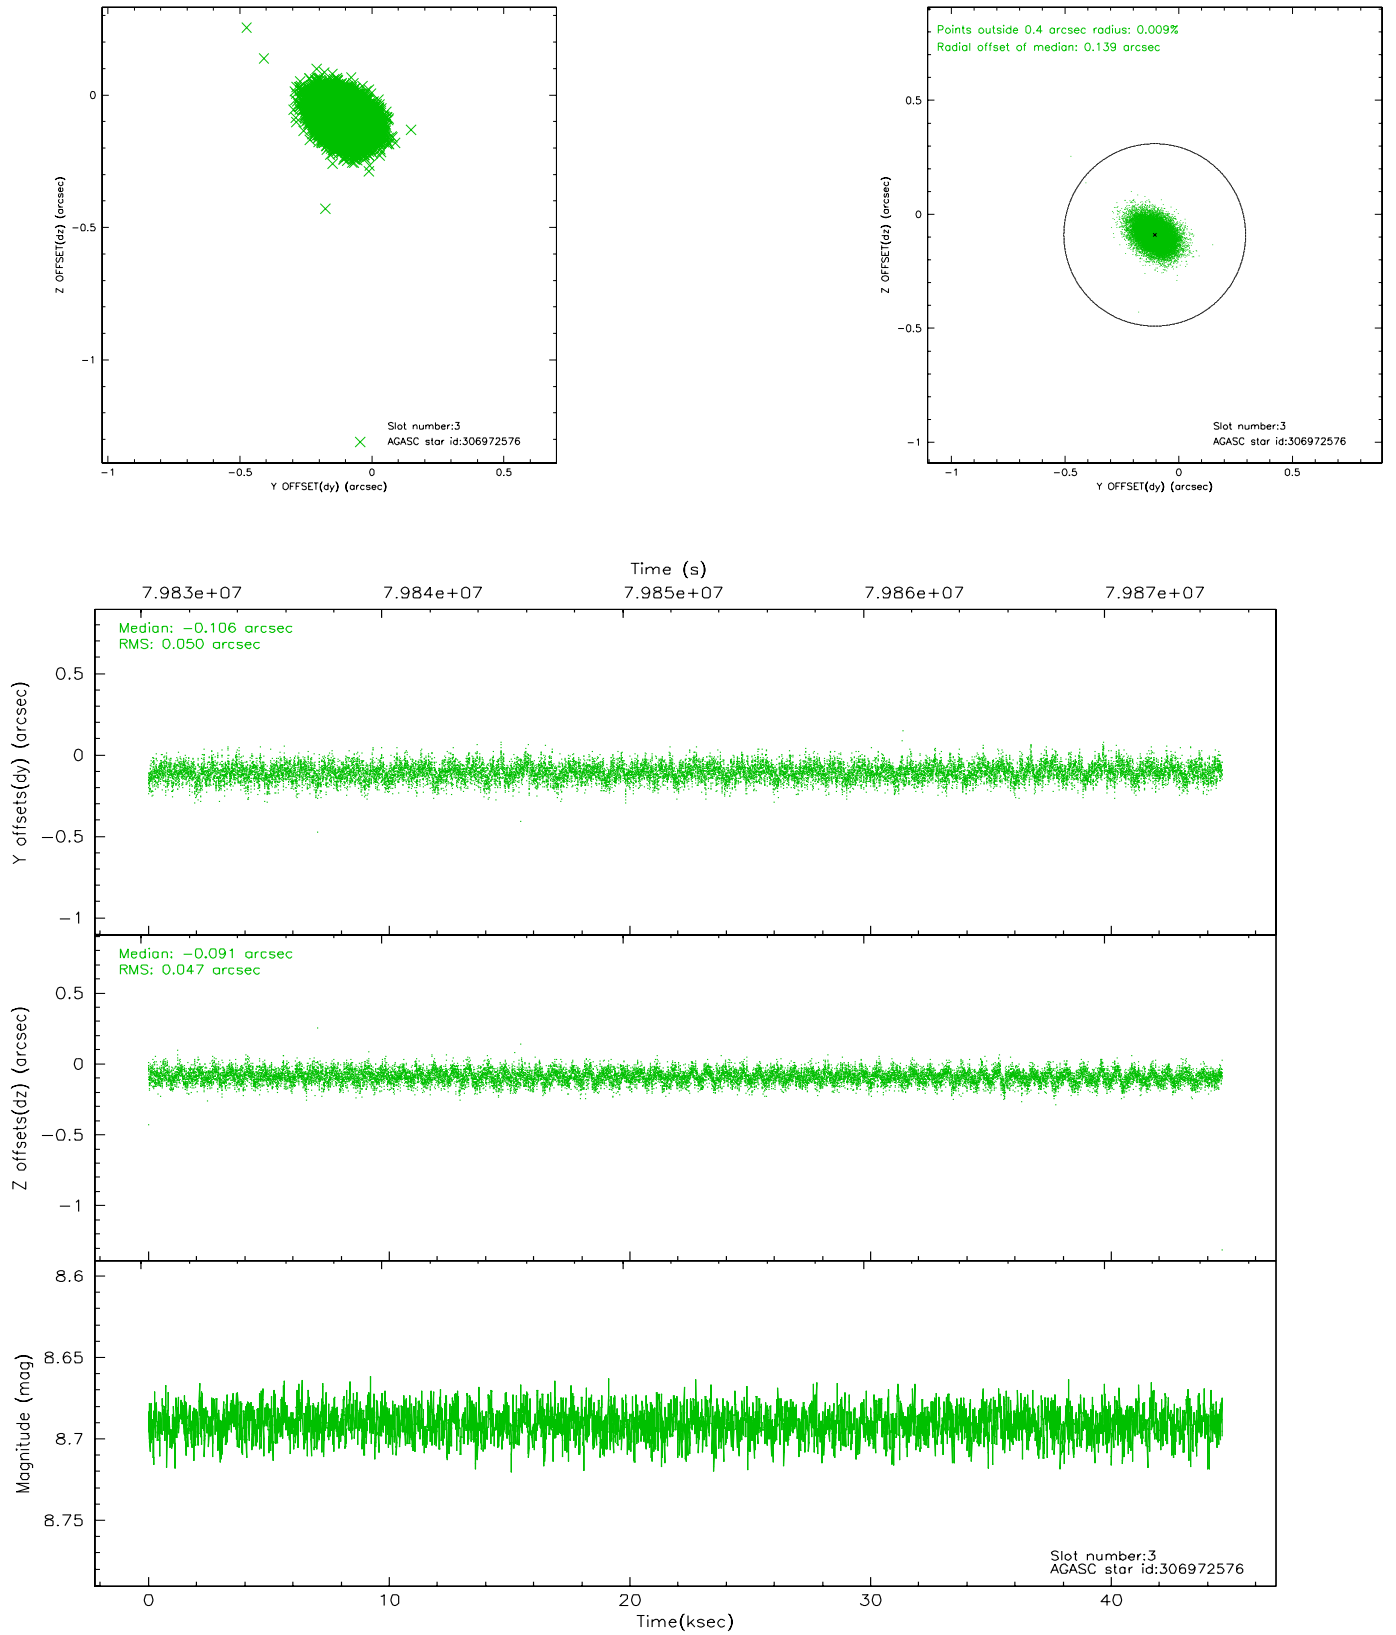 0
−0.5
−1
Z OFFSET(dz) (arcsec)
Slot number:3
AGASC star id:306972576
−1
−0.5
0
0.5
Y OFFSET(dy) (arcsec)
Points outside 0.4 arcsec radius: 0.009%
Radial offset of median: 0.139 arcsec
0.5
0
−0.5
−1
Z OFFSET(dz) (arcsec)
Slot number:3
AGASC star id:306972576
−1
−0.5
0
0.5
Y OFFSET(dy) (arcsec)
Time (s)
7.983e+07
7.984e+07
7.985e+07
7.986e+07
7.987e+07
Median: −0.106 arcsec
RMS: 0.050 arcsec
0.5
0
−0.5
−1
Y offsets(dy) (arcsec)
Median: −0.091 arcsec
RMS: 0.047 arcsec
0.5
0
−0.5
−1
Z offsets(dz) (arcsec)
8.6
8.65
8.7
8.75
Magnitude (mag)
Slot number:3
AGASC star id:306972576
0
10
20
30
40
Time(ksec)